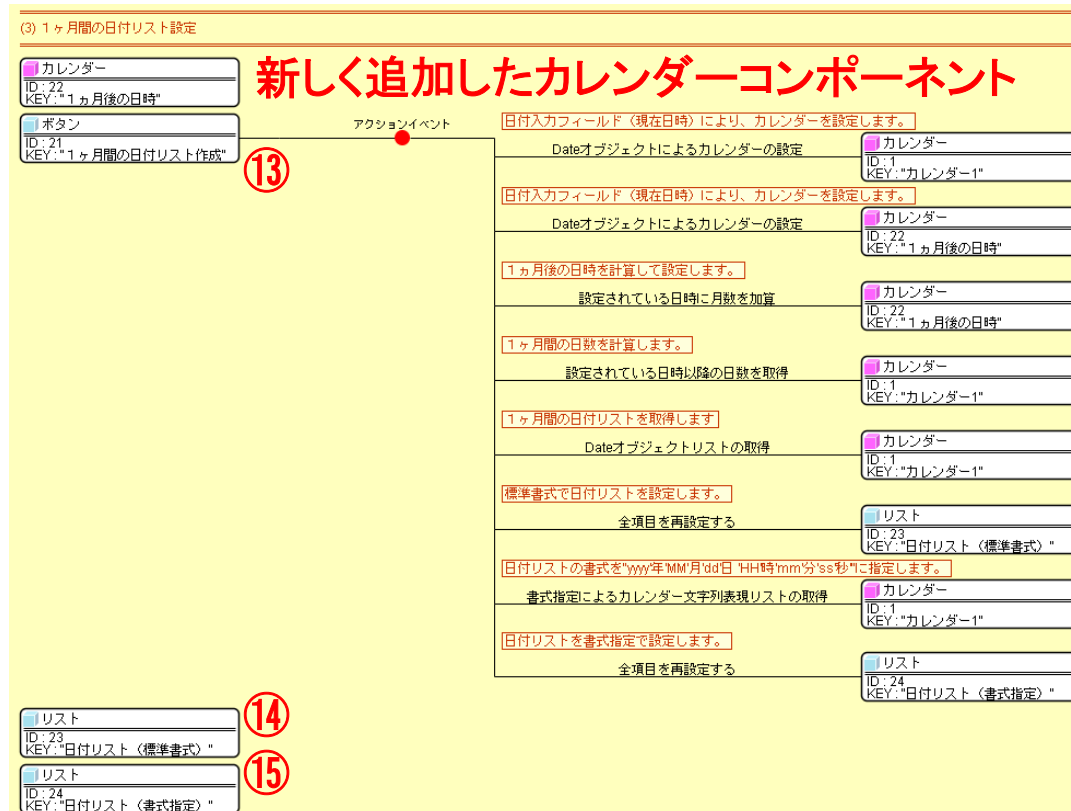 (3) 1ヶ月間の日付リスト設定
カレンダー
ID : 22
KEY : "1ヵ月後の日時"
新しく追加したカレンダーコンポーネント
ボタン
ID : 21
KEY : "1ヶ月間の日付リスト作成"
⑬
アクションイベント
日付入力フィールド（現在日時）により、カレンダーを設定します。
Dateオブジェクトによるカレンダーの設定
カレンダー
ID : 1
KEY : "カレンダー1"
日付入力フィールド（現在日時）により、カレンダーを設定します。
Dateオブジェクトによるカレンダーの設定
カレンダー
ID : 22
KEY : "1ヵ月後の日時"
1ヵ月後の日時を計算して設定します。
設定されている日時に月数を加算
カレンダー
ID : 22
KEY : "1ヵ月後の日時"
1ヶ月間の日数を計算します。
設定されている日時以降の日数を取得
カレンダー
ID : 1
KEY : "カレンダー1"
1ヶ月間の日付リストを取得します
Dateオブジェクトリストの取得
カレンダー
ID : 1
KEY : "カレンダー1"
標準書式で日付リストを設定します。
全項目を再設定する
リスト
ID : 23
KEY : "日付リスト（標準書式）"
日付リストの書式を"yyyy'年'MM'月'dd'日 'HH'時'mm'分'ss'秒'"に指定します。
書式指定によるカレンダー文字列表現リストの取得
カレンダー
ID : 1
KEY : "カレンダー1"
日付リストを書式指定で設定します。
全項目を再設定する
リスト
ID : 24
KEY : "日付リスト（書式指定）"
リスト
ID : 23
KEY : "日付リスト（標準書式）"
⑭
リスト
ID : 24
KEY : "日付リスト（書式指定）"
⑮